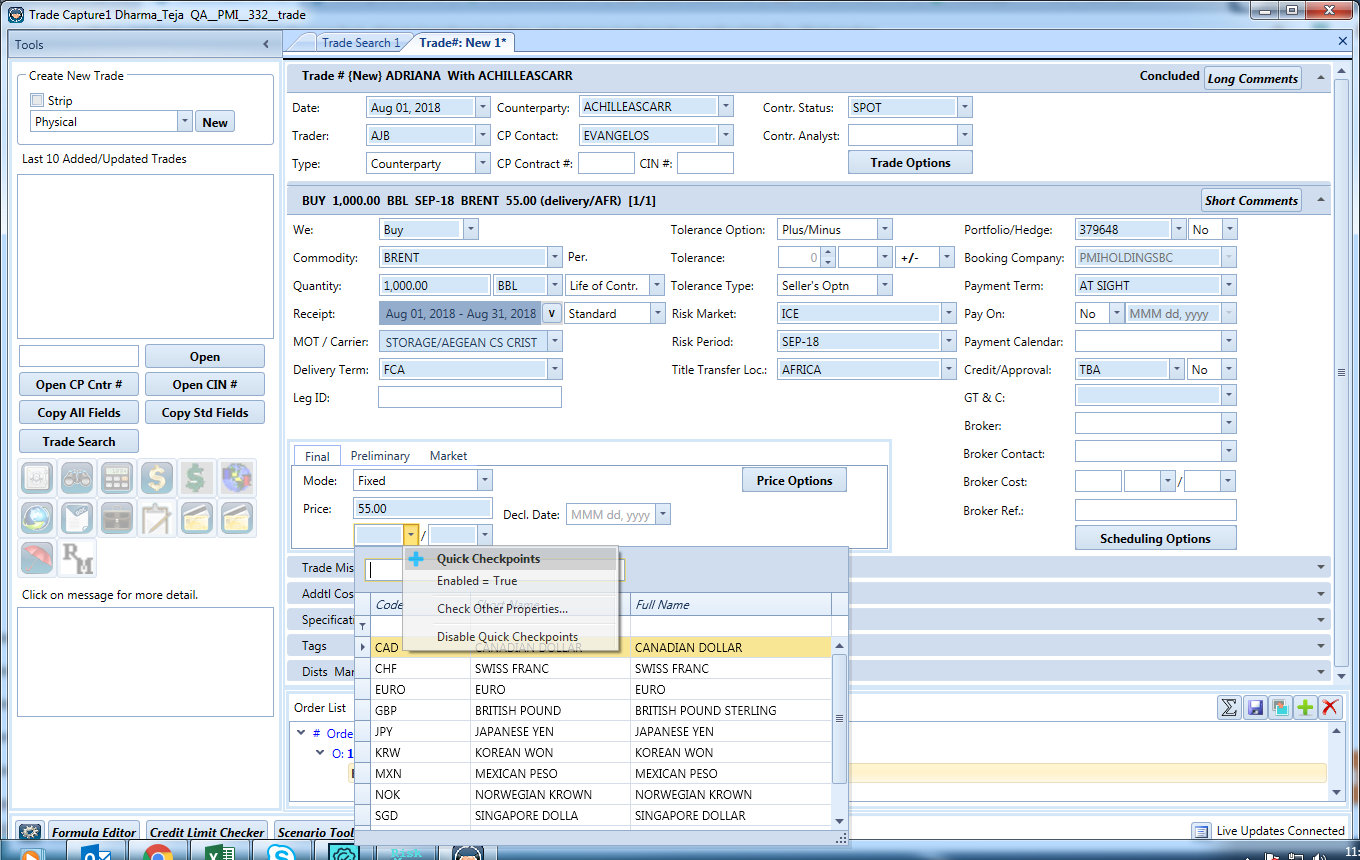 Trade Capture1 Dharma_Teja QA__PMI__332__trade
Tools
Trade Search 1
Trade#: New 1*
Create New Trade
Strip
Physical
New
Last 10 Added/Updated Trades
Open
Open CP Cntr #
Open CIN #
Copy All Fields
Copy Std Fields
Trade Search
RM
Click on message for more detail.
Trade # {New} ADRIANA With ACHILLEASCARR
Concluded
Long Comments
Date: Aug 01, 2018 Counterparty: ACHILLEASCARR Contr. Status: SPOT
Trader: AJB CP Contact: EVANGELOS Contr. Analyst:
Type: Counterparty CP Contract #: CIN #: Trade Options
BUY 1,000.00 BBL SEP-18 BRENT 55.00 (delivery/AFR) [1/1]
Short Comments
We: Buy Tolerance Option: Plus/Minus Portfolio/Hedge: 379648 No
Commodity: BRENT Per. Tolerance: 0 +/- Booking Company: PMIHOLDINGSBC
Quantity: 1,000.00 BBL Life of Contr. Tolerance Type: Seller's Optn Payment Term: AT SIGHT
Receipt: Aug 01, 2018 - Aug 31, 2018 v Standard Risk Market: ICE Pay On: No MMM dd, yyyy
MOT / Carrier: STORAGE/AEGEAN CS CRIST Risk Period: SEP-18 Payment Calendar:
Delivery Term: FCA Title Transfer Loc.: AFRICA Credit/Approval: TBA No
Leg ID: GT & C:
Broker:
Broker Contact:
Broker Cost: /
Broker Ref.:
Scheduling Options
Final Preliminary Market
Mode: Fixed Price Options
Price: 55.00 Decl. Date: MMM dd, yyyy
/
Quick Checkpoints
Enabled = True
Check Other Properties...
Disable Quick Checkpoints
Trade Mis
Addtl Cos
Specificati
Tags
Dists Mar
Code Short Name Full Name
CAD CANADIAN DOLLAR CANADIAN DOLLAR
CHF SWISS FRANC SWISS FRANC
EURO EURO EURO
GBP BRITISH POUND BRITISH POUND STERLING
JPY JAPANESE YEN JAPANESE YEN
KRW KOREAN WON KOREAN WON
MXN MEXICAN PESO MEXICAN PESO
NOK NORWEGIAN KROWN NORWEGIAN KROWN
SGD SINGAPORE DOLLA SINGAPORE DOLLAR
Order List
# Orde
O: 1
Formula Editor
Credit Limit Checker
Scenario Tool
Live Updates Connected
Risk
11: